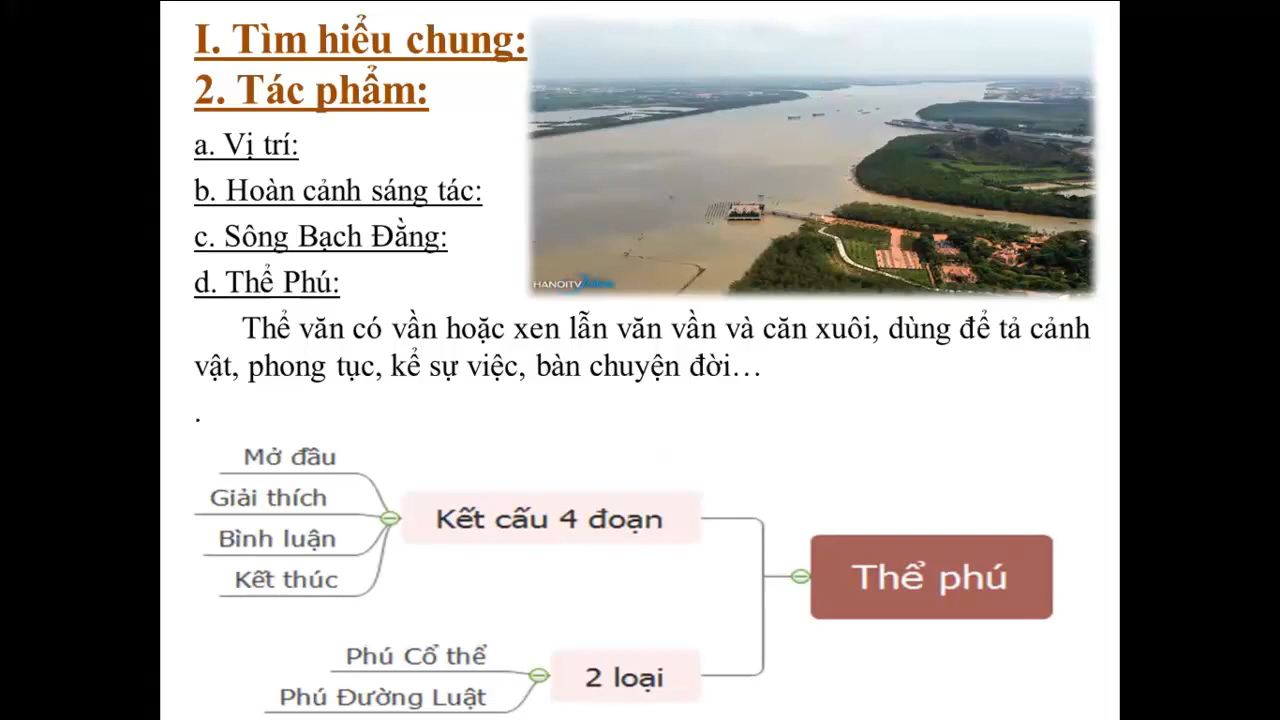 I. Tìm hiểu chung:
2. Tác phẩm:
a. Vị trí:
b. Hoàn cảnh sáng tác:
c. Sông Bạch Đằng:
d. Thể Phú:
HANOITV
Thể văn có vần hoặc xen lẫn văn vần và căn xuôi, dùng để tả cảnh
vật, phong tục, kể sự việc, bàn chuyện đời…
.
Mở đầu
Giải thích
Bình luận
Kết thúc
Kết cấu 4 đoạn
Thể phú
Phú Cổ thể
Phú Đường Luật
2 loại